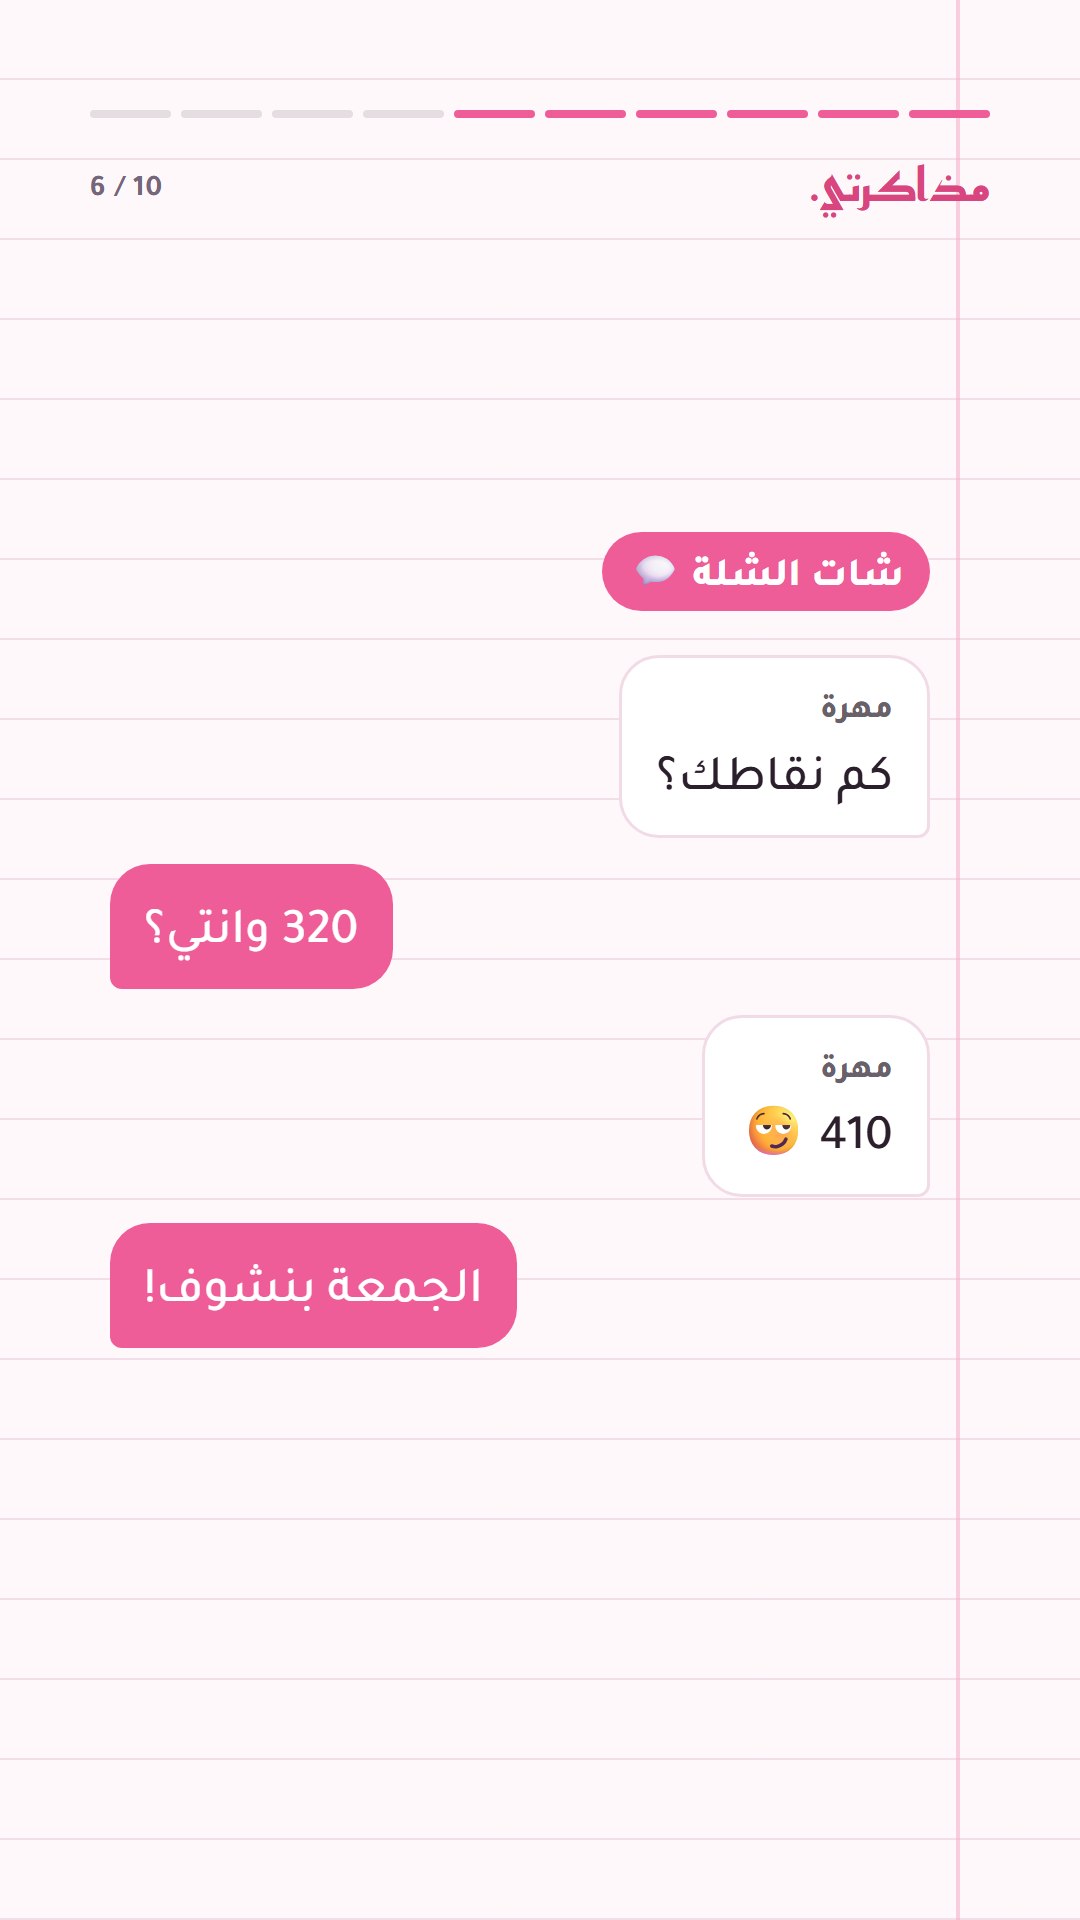 مذاكرتي.
6 / 10
شات الشلة 💬
مهرة
كم نقاطك؟
320 وانتي؟
مهرة
410 😏
الجمعة بنشوف!